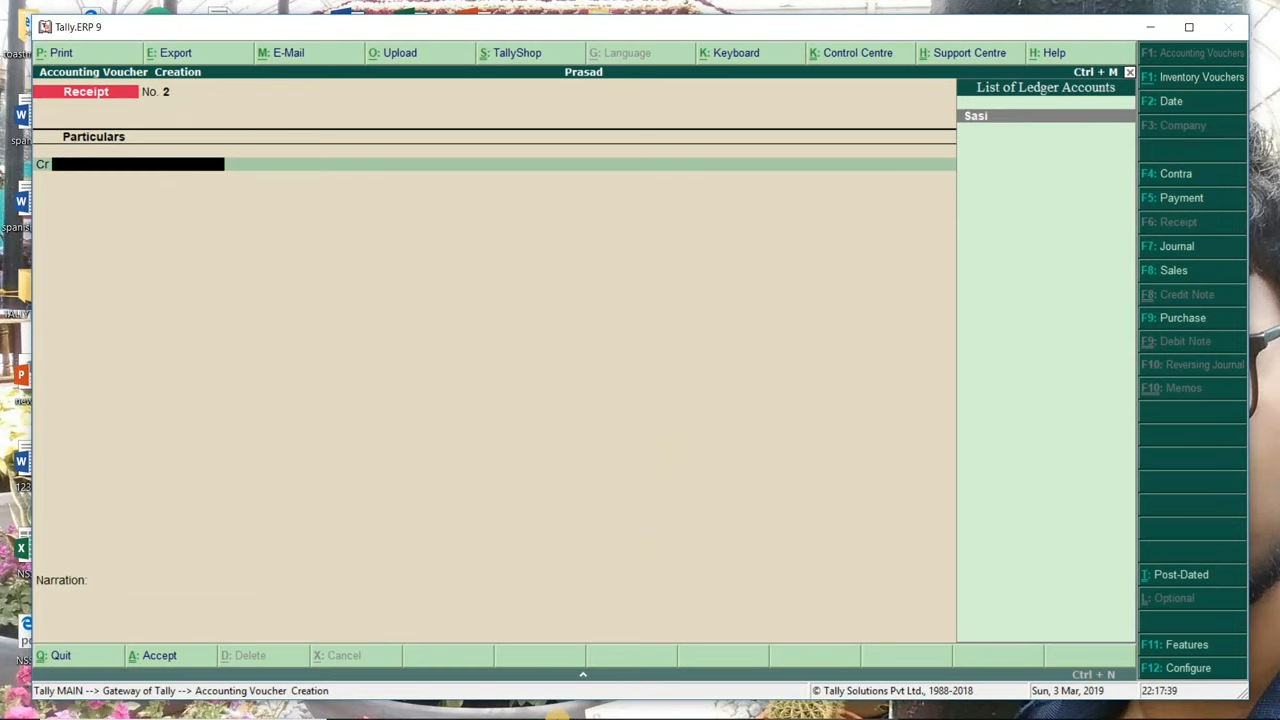 Tally.ERP 9
P: Print E: Export M: E-Mail O: Upload S: TallyShop G: Language K: Keyboard K: Control Centre H: Support Centre H: Help
Accounting Voucher Creation Prasad Ctrl + M
Receipt No. 2
Particulars
Cr
Narration:
List of Ledger Accounts
Sasi
F1: Accounting Vouchers
F1: Inventory Vouchers
F2: Date
F3: Company
F4: Contra
F5: Payment
F6: Receipt
F7: Journal
F8: Sales
F8: Credit Note
F9: Purchase
F9: Debit Note
F10: Reversing Journal
F10: Memos
T: Post-Dated
L: Optional
F11: Features
F12: Configure
Q: Quit A: Accept D: Delete X: Cancel
Ctrl + N
Tally MAIN --> Gateway of Tally --> Accounting Voucher Creation © Tally Solutions Pvt Ltd., 1988-2018 Sun, 3 Mar, 2019 22:17:39